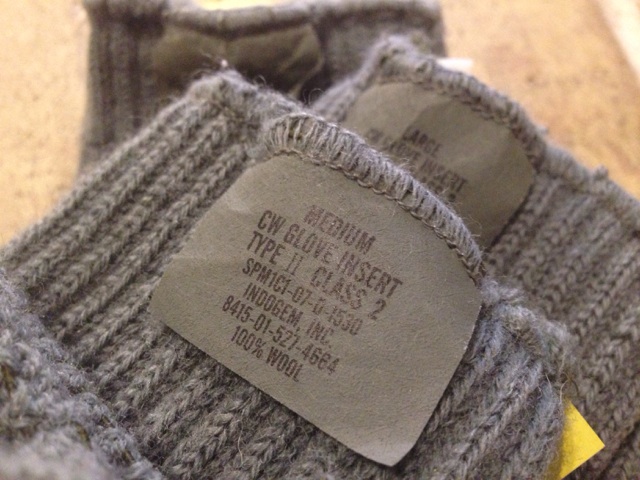 MEDIUM
CW GLOVE INSERT
TYPE II CLASS 2
SPM1C1-07-D-1530
INDOGEM, INC.
8415-01-527-4664
100% WOOL
LARGE
INSERT